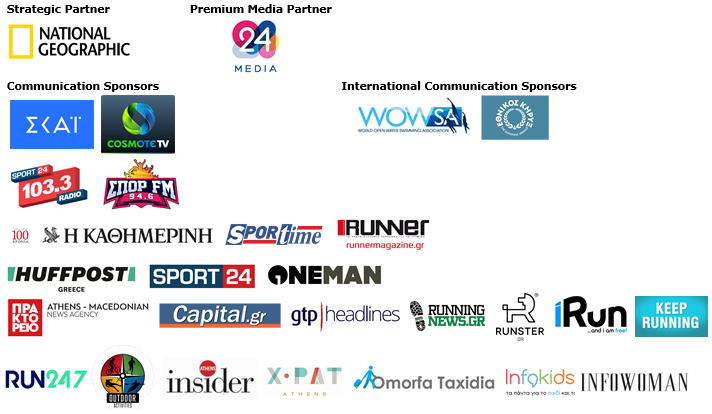 Strategic Partner
Premium Media Partner
NATIONAL
GEOGRAPHIC
24
MEDIA
Communication Sponsors
International Communication Sponsors
ΣΚΑΪ
COSMOTE TV
WOWSA
WORLD OPEN WATER SWIMMING ASSOCIATION
ΕΘΝΙΚΟΣ ΚΗΡΥΞ
SPORT 24
103.3
RADIO
ΣΠΟΡ FM
94.6
100
ΧΡΟΝΙΑ
Η ΚΑΘΗΜΕΡΙΝΗ
SPORtime
RUNNER
runnermagazine.gr
HUFFPOST
GREECE
SPORT 24
ONEMAN
ΠΡΑ
ΚΤΟ
ΡΕΙΟ
ATHENS - MACEDONIAN
NEWS AGENCY
Capital.gr
gtp headlines
RUNNING
NEWS.GR
RUNSTER
.GR
iRun
...and i am free!
KEEP
RUNNING
RUN247
OUTDOOR
ACTIVITIES
ATHENS
insider
X·PAT
ATHENS
Omorfa Taxidia
Infokids
τα πάντα για το παιδί και τι
INFOWOMAN